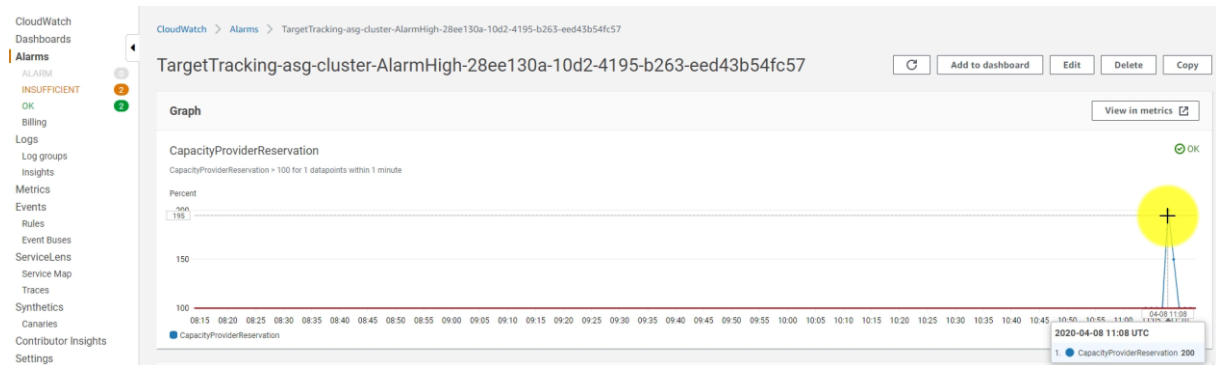 CloudWatch
Dashboards
Alarms
ALARM 0
INSUFFICIENT 2
OK 2
Billing
Logs
Log groups
Insights
Metrics
Events
Rules
Event Buses
ServiceLens
Service Map
Traces
Synthetics
Canaries
Contributor Insights
Settings
CloudWatch > Alarms > TargetTracking-asg-cluster-AlarmHigh-28ee130a-10d2-4195-b263-eed43b54fc57
TargetTracking-asg-cluster-AlarmHigh-28ee130a-10d2-4195-b263-eed43b54fc57
Add to dashboard Edit Delete Copy
Graph View in metrics
CapacityProviderReservation OK
CapacityProviderReservation > 100 for 1 datapoints within 1 minute
Percent
200
195
150
100
08:15 08:20 08:25 08:30 08:35 08:40 08:45 08:50 08:55 09:00 09:05 09:10 09:15 09:20 09:25 09:30 09:35 09:40 09:45 09:50 09:55 10:00 10:05 10:10 10:15 10:20 10:25 10:30 10:35 10:40 10:45 10:50 10:55 11:00
04-08 11:08
CapacityProviderReservation
2020-04-08 11:08 UTC
1. CapacityProviderReservation 200